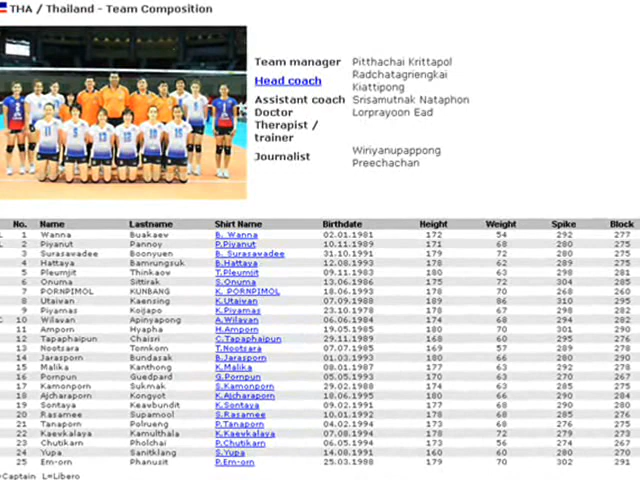 THA / Thailand - Team Composition
Team manager Pitthachai Krittapol
Head coach Radchatagriengkai Kiattipong
Assistant coach Srisamutnak Nataphon
Doctor Lorprayoon Ead
Therapist / trainer
Journalist Wiriyanupappong Preechachan
No. Name Lastname Shirt Name Birthdate Height Weight Spike Block
L 1 Wanna Buakaew B. Wanna 02.01.1981 172 54 292 277
L 2 Piyanut Pannoy P.Piyanut 10.11.1989 171 68 280 275
3 Surasawadee Boonyuen B. Surasawadee 31.10.1991 179 72 280 275
4 Hattaya Bamrungsuk B.Hattaya 12.08.1993 178 62 289 275
5 Pleumjit Thinkaow T.Pleumjit 09.11.1983 180 63 298 281
6 Onuma Sittirak S.Onuma 13.06.1986 175 72 304 285
7 PORNPIMOL KUNBANG K. PORNPIMOL 18.06.1993 178 70 268 260
8 Utaiwan Kaensing K.Utaiwan 07.09.1988 189 86 310 295
9 Piyamas Koijapo K.Piyamas 23.10.1978 178 67 298 282
C 10 Wilavan Apinyapong A.Wilavan 06.06.1984 174 68 294 282
11 Amporn Hyapha H.Amporn 19.05.1985 180 70 301 290
12 Tapaphaipun Chaisri C.Tapaphaipun 29.11.1989 168 60 295 276
13 Nootsara Tomkom T.Nootsara 07.07.1985 169 57 289 278
14 Jarasporn Bundasak B.Jarasporn 01.03.1993 180 66 280 290
15 Malika Kanthong K.Malika 08.01.1987 177 63 292 278
16 Pornpun Guedpard G.Pornpun 05.05.1993 170 63 270 267
17 Kamonporn Sukmak S.Kamonporn 29.02.1988 174 63 285 275
18 Ajcharaporn Kongyot K.Ajcharaporn 18.06.1995 180 66 290 284
19 Sontaya Keawbundit K.Sontaya 09.02.1991 177 68 290 280
20 Rasamee Supamool S.Rasamee 10.01.1992 178 68 285 276
21 Tanaporn Polrueng P.Tanaporn 04.02.1994 173 68 276 275
22 Kaewkalaya Kamulthala K.Kaewkalaya 07.08.1994 178 72 279 273
23 Chutikarn Pholchai P.Chutikarn 06.05.1994 173 56 274 267
24 Yupa Sanitklang S.Yupa 14.08.1991 160 60 280 270
25 Em-orn Phanusit P.Em-orn 25.03.1988 179 70 302 291
=Captain L=Libero